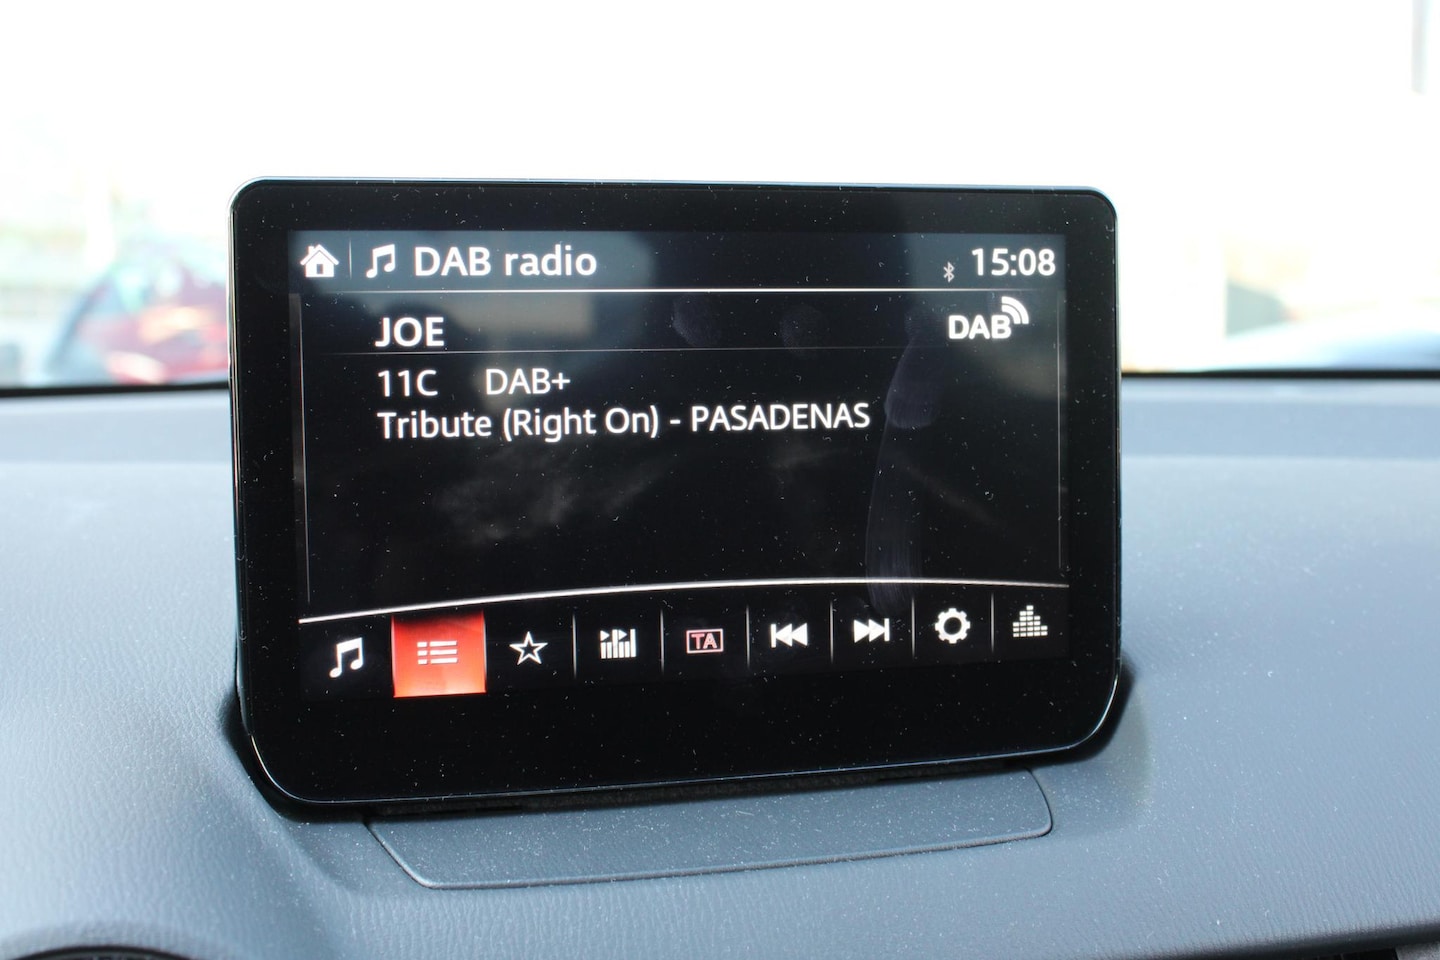 DAB radio 15:08
JOE DAB
11C DAB+
Tribute (Right On) - PASADENAS
TA